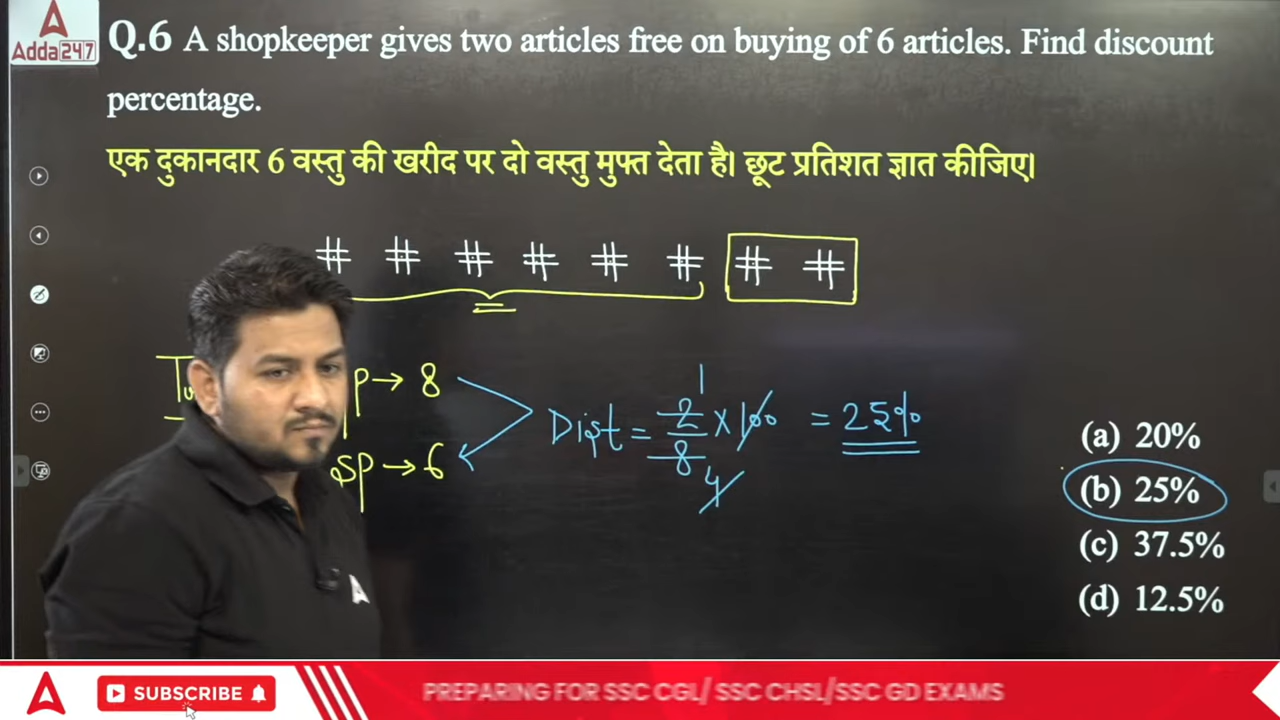 Adda247
Q.6 A shopkeeper gives two articles free on buying of 6 articles. Find discount
percentage.
एक दुकानदार 6 वस्तु की खरीद पर दो वस्तु मुफ्त देता है। छूट प्रतिशत ज्ञात कीजिए।
# # # # # # # #
p → 8
SP → 6
Dist = 2/8 × 100 = 25%
1
4
(a) 20%
(b) 25%
(c) 37.5%
(d) 12.5%
A
SUBSCRIBE
PREPARING FOR SSC CGL/ SSC CHSL/SSC GD EXAMS